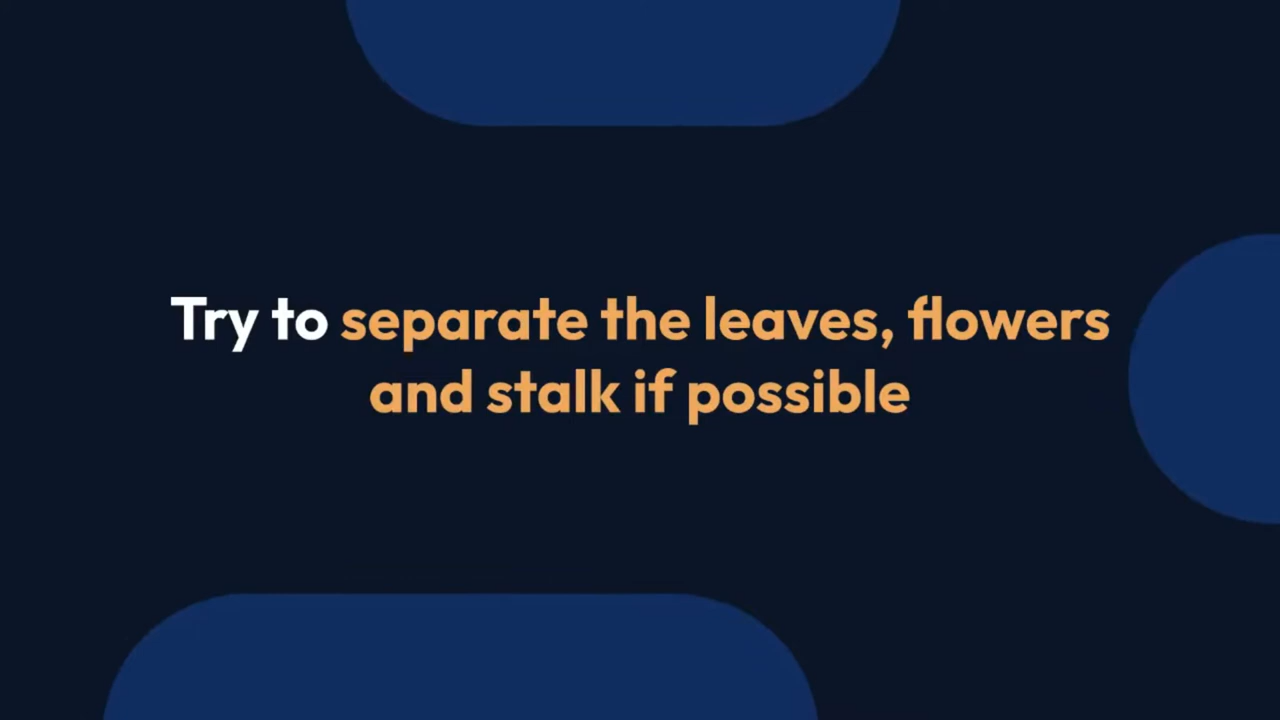 Try to separate the leaves, flowers
and stalk if possible